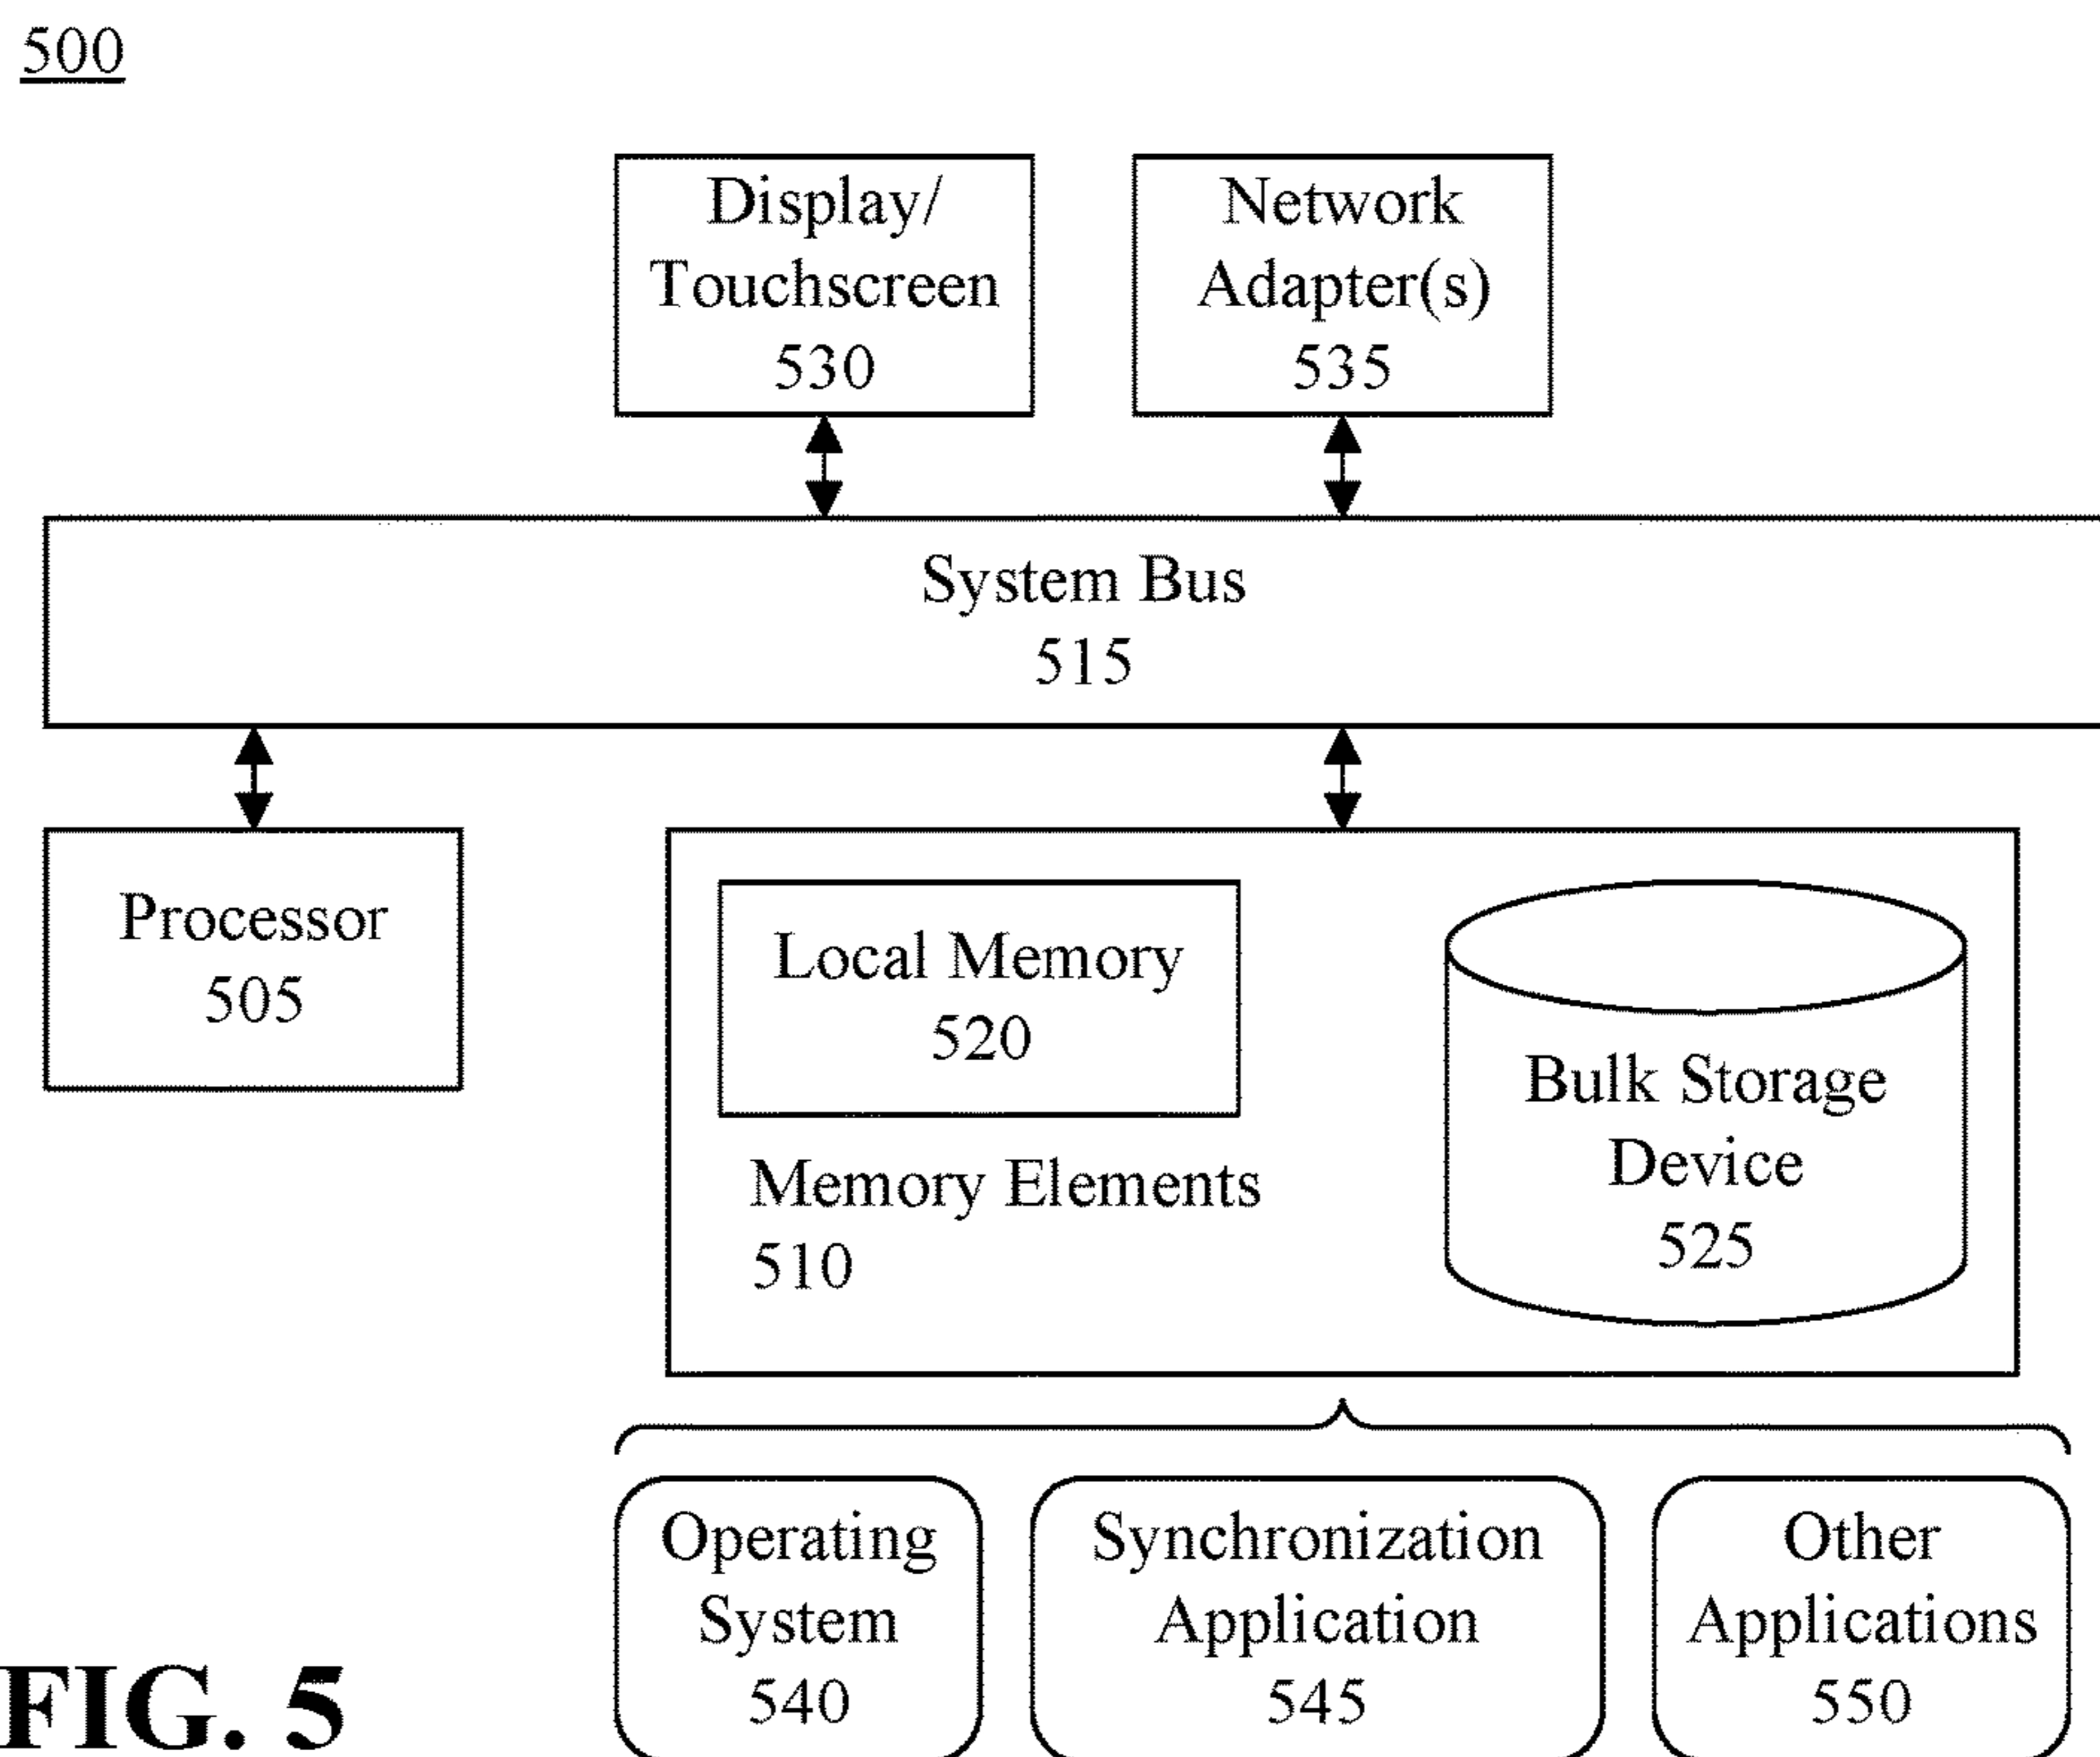 500
Display/
Touchscreen
530
Network
Adapter(s)
535
System Bus
515
Processor
505
Local Memory
520
Memory Elements
510
Bulk Storage
Device
525
Operating
System
540
Synchronization
Application
545
Other
Applications
550
FIG. 5